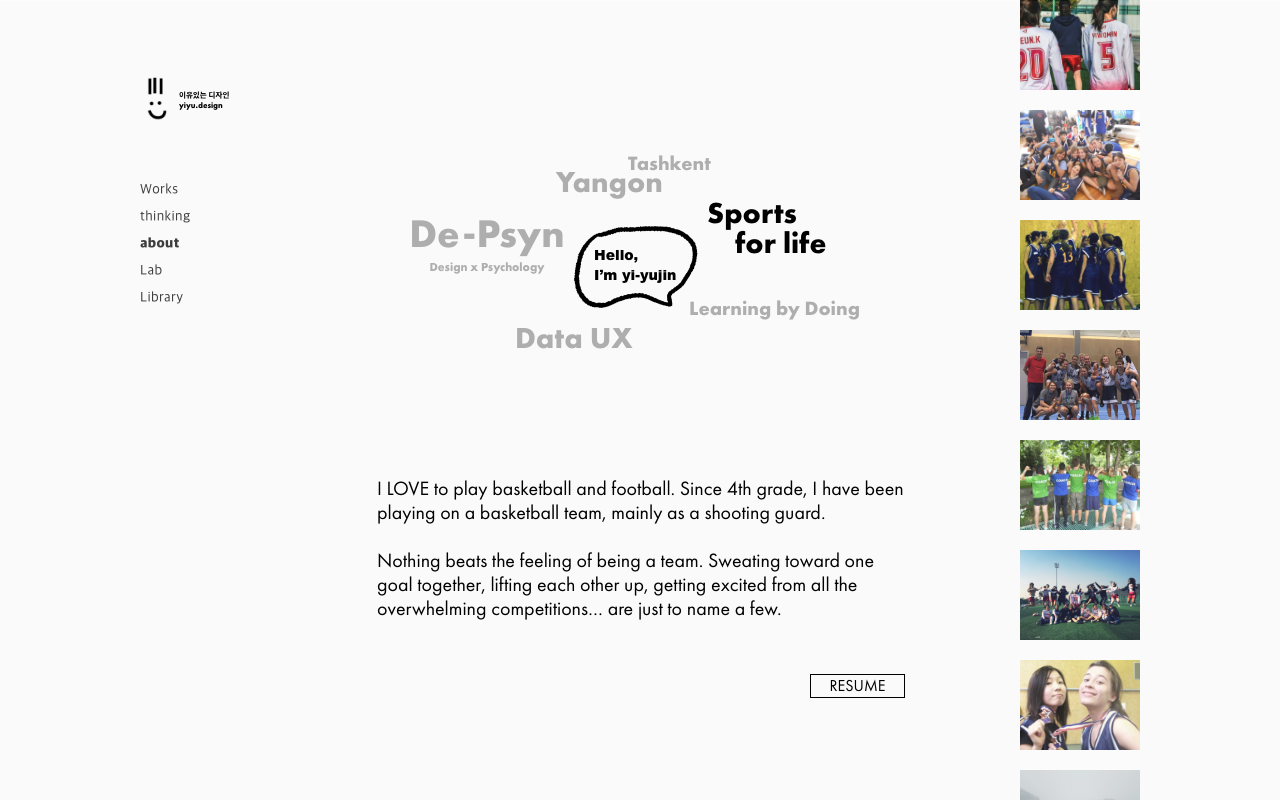 이유있는 디자인
yiyu.design
Works
thinking
about
Lab
Library
Tashkent
Yangon
Sports
for life
De-Psyn
Design x Psychology
Hello,
I'm yi-yujin
Learning by Doing
Data UX
I LOVE to play basketball and football. Since 4th grade, I have been
playing on a basketball team, mainly as a shooting guard.
Nothing beats the feeling of being a team. Sweating toward one
goal together, lifting each other up, getting excited from all the
overwhelming competitions... are just to name a few.
RESUME
EUN.K
20
5
13